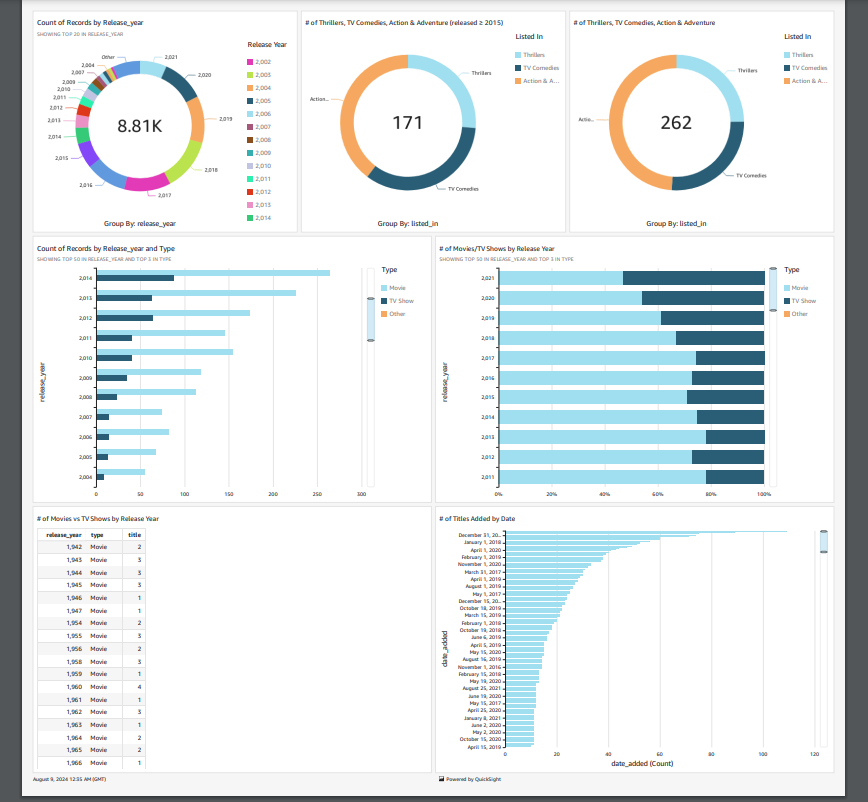 Count of Records by Release_year
SHOWING TOP 20 IN RELEASE_YEAR
Release Year
Other
2,021
2,020
2,019
2,018
2,017
2,016
2,015
2,014
2,013
2,012
2,011
2,010
2,009
2,007
2,004
8.81K
2,002
2,003
2,004
2,005
2,006
2,007
2,008
2,009
2,010
2,011
2,012
2,013
2,014
Group By: release_year
# of Thrillers, TV Comedies, Action & Adventure (released ≥ 2015)
Listed In
Thrillers
TV Comedies
Action & A...
Thrillers
Action...
171
TV Comedies
Group By: listed_in
# of Thrillers, TV Comedies, Action & Adventure
Listed In
Thrillers
TV Comedies
Action & A...
Thrillers
Actio...
262
TV Comedies
Group By: listed_in
Count of Records by Release_year and Type
SHOWING TOP 50 IN RELEASE_YEAR AND TOP 3 IN TYPE
Type
Movie
TV Show
Other
release_year
2,014
2,013
2,012
2,011
2,010
2,009
2,008
2,007
2,006
2,005
2,004
0 50 100 150 200 250 300
# of Movies/TV Shows by Release Year
SHOWING TOP 50 IN RELEASE_YEAR AND TOP 3 IN TYPE
Type
Movie
TV Show
Other
release_year
2,021
2,020
2,019
2,018
2,017
2,016
2,015
2,014
2,013
2,012
2,011
0% 20% 40% 60% 80% 100%
# of Movies vs TV Shows by Release Year
release_year type title
1,942 Movie 2
1,943 Movie 3
1,944 Movie 3
1,945 Movie 3
1,946 Movie 1
1,947 Movie 1
1,954 Movie 2
1,955 Movie 3
1,956 Movie 2
1,958 Movie 3
1,959 Movie 1
1,960 Movie 4
1,961 Movie 1
1,962 Movie 3
1,963 Movie 1
1,964 Movie 2
1,965 Movie 2
1,966 Movie 1
# of Titles Added by Date
date_added
December 31, 20...
January 1, 2018
April 1, 2020
February 1, 2019
November 1, 2020
March 31, 2017
April 1, 2019
August 1, 2019
May 1, 2017
December 15, 20...
October 18, 2019
March 15, 2019
February 1, 2018
October 19, 2018
June 6, 2019
April 5, 2019
May 15, 2020
August 16, 2019
November 1, 2016
February 15, 2018
May 19, 2020
August 25, 2021
June 19, 2020
May 15, 2017
April 25, 2020
January 8, 2021
June 2, 2020
May 2, 2020
October 15, 2020
April 15, 2019
0 20 40 60 80 100 120
date_added (Count)
August 9, 2024 12:55 AM (GMT)
Powered by QuickSight